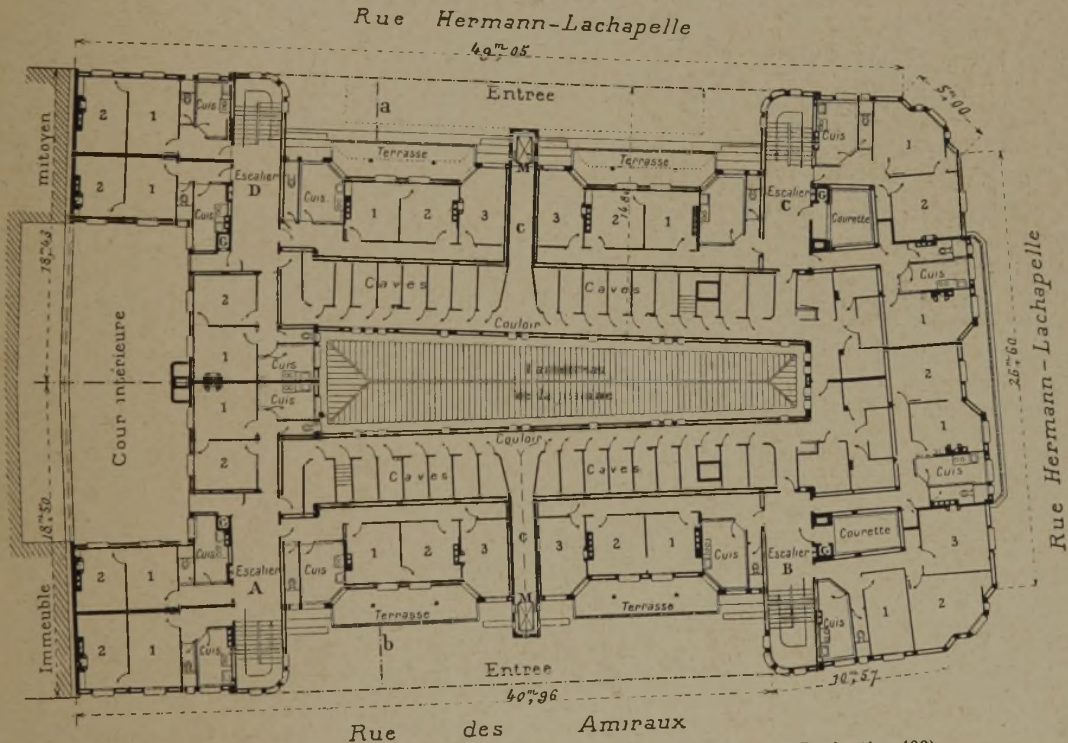 Rue Hermann-Lachapelle
49m,05
5m,00
Entree
a
mitoyen
2 1 Cuis
Escalier
D
Terrasse
M
Terrasse
Escalier
C
G
Cuis
1
2 1 Cuis
G
Cuis
1 2 3
C
3 2 1
14.84
Courette
2
18m,43
Caves
Caves
Cuis
1
Couloir
2
1
Cuis
Cuis
1
2
Cour intérieure
2
1
26m,60
Rue Hermann-Lachapelle
Couloir
Caves
Caves
Cuis
18m,50
Cuis
G
Courette
3
2 1
Escalier
A
Cuis
1 2 3
C
3 2 1
Cuis
Escalier
B
G
Immeuble
2 1
Cuis
Terrasse
M
Terrasse
Cuis
1
2
b
Entree
40m,96
10m,57
Rue des Amiraux